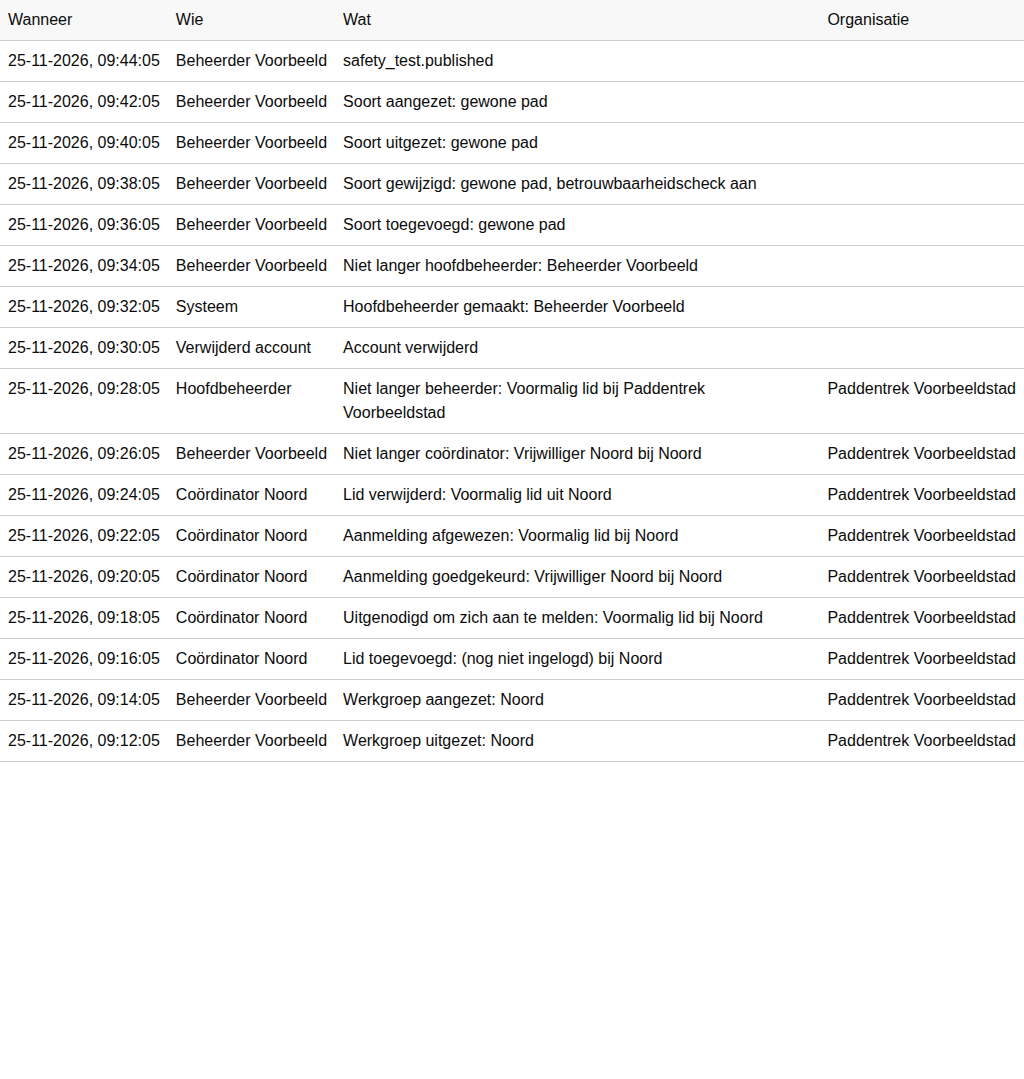 Wanneer Wie Wat Organisatie
25-11-2026, 09:44:05 Beheerder Voorbeeld safety_test.published
25-11-2026, 09:42:05 Beheerder Voorbeeld Soort aangezet: gewone pad
25-11-2026, 09:40:05 Beheerder Voorbeeld Soort uitgezet: gewone pad
25-11-2026, 09:38:05 Beheerder Voorbeeld Soort gewijzigd: gewone pad, betrouwbaarheidscheck aan
25-11-2026, 09:36:05 Beheerder Voorbeeld Soort toegevoegd: gewone pad
25-11-2026, 09:34:05 Beheerder Voorbeeld Niet langer hoofdbeheerder: Beheerder Voorbeeld
25-11-2026, 09:32:05 Systeem Hoofdbeheerder gemaakt: Beheerder Voorbeeld
25-11-2026, 09:30:05 Verwijderd account Account verwijderd
25-11-2026, 09:28:05 Hoofdbeheerder Niet langer beheerder: Voormalig lid bij Paddentrek Paddentrek Voorbeeldstad
Voorbeeldstad
25-11-2026, 09:26:05 Beheerder Voorbeeld Niet langer coördinator: Vrijwilliger Noord bij Noord Paddentrek Voorbeeldstad
25-11-2026, 09:24:05 Coördinator Noord Lid verwijderd: Voormalig lid uit Noord Paddentrek Voorbeeldstad
25-11-2026, 09:22:05 Coördinator Noord Aanmelding afgewezen: Voormalig lid bij Noord Paddentrek Voorbeeldstad
25-11-2026, 09:20:05 Coördinator Noord Aanmelding goedgekeurd: Vrijwilliger Noord bij Noord Paddentrek Voorbeeldstad
25-11-2026, 09:18:05 Coördinator Noord Uitgenodigd om zich aan te melden: Voormalig lid bij Noord Paddentrek Voorbeeldstad
25-11-2026, 09:16:05 Coördinator Noord Lid toegevoegd: (nog niet ingelogd) bij Noord Paddentrek Voorbeeldstad
25-11-2026, 09:14:05 Beheerder Voorbeeld Werkgroep aangezet: Noord Paddentrek Voorbeeldstad
25-11-2026, 09:12:05 Beheerder Voorbeeld Werkgroep uitgezet: Noord Paddentrek Voorbeeldstad